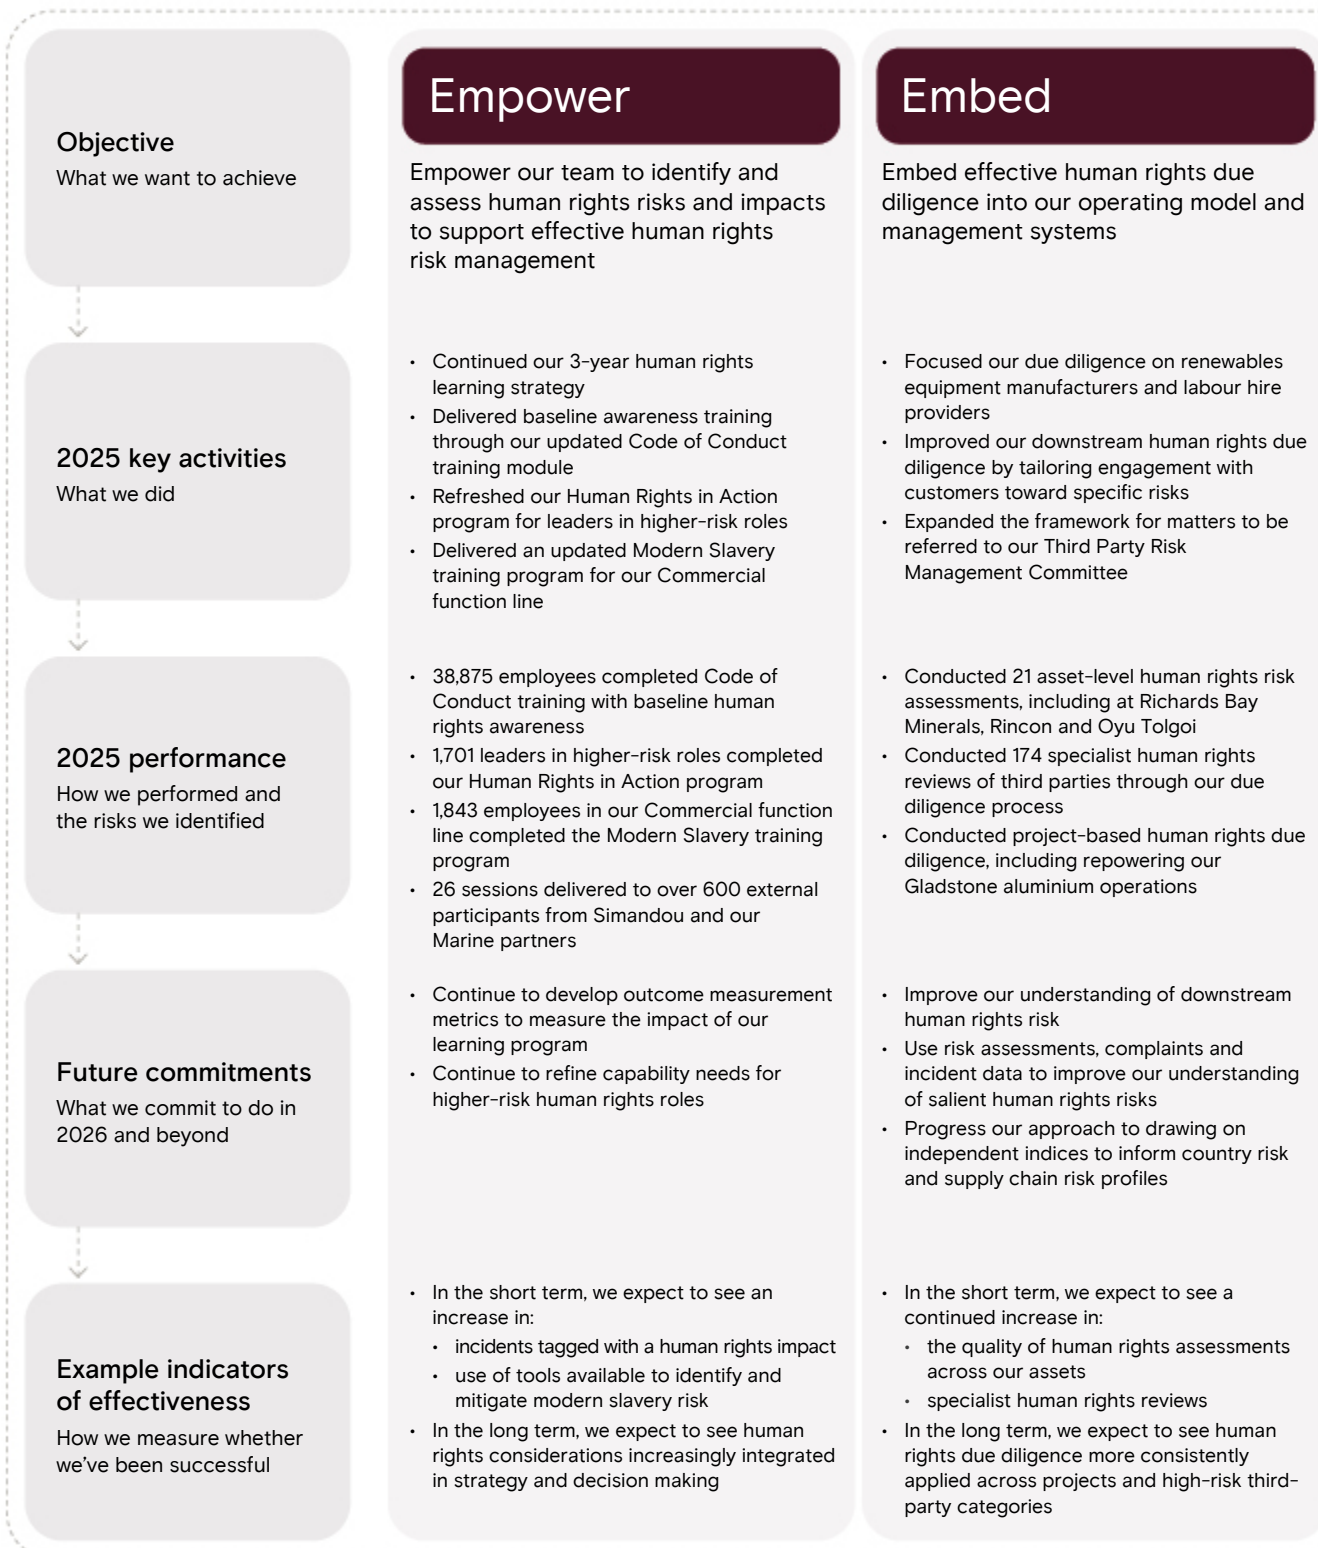 Objective
What we want to achieve
Empower
Empower our team to identify and
assess human rights risks and impacts
to support effective human rights
risk management
Embed
Embed effective human rights due
diligence into our operating model and
management systems
2025 key activities
What we did
• Continued our 3-year human rights
learning strategy
• Delivered baseline awareness training
through our updated Code of Conduct
training module
• Refreshed our Human Rights in Action
program for leaders in higher-risk roles
• Delivered an updated Modern Slavery
training program for our Commercial
function line
• Focused our due diligence on renewables
equipment manufacturers and labour hire
providers
• Improved our downstream human rights due
diligence by tailoring engagement with
customers toward specific risks
• Expanded the framework for matters to be
referred to our Third Party Risk
Management Committee
2025 performance
How we performed and
the risks we identified
• 38,875 employees completed Code of
Conduct training with baseline human
rights awareness
• 1,701 leaders in higher-risk roles completed
our Human Rights in Action program
• 1,843 employees in our Commercial function
line completed the Modern Slavery training
program
• 26 sessions delivered to over 600 external
participants from Simandou and our
Marine partners
• Conducted 21 asset-level human rights risk
assessments, including at Richards Bay
Minerals, Rincon and Oyu Tolgoi
• Conducted 174 specialist human rights
reviews of third parties through our due
diligence process
• Conducted project-based human rights due
diligence, including repowering our
Gladstone aluminium operations
Future commitments
What we commit to do in
2026 and beyond
• Continue to develop outcome measurement
metrics to measure the impact of our
learning program
• Continue to refine capability needs for
higher-risk human rights roles
• Improve our understanding of downstream
human rights risk
• Use risk assessments, complaints and
incident data to improve our understanding
of salient human rights risks
• Progress our approach to drawing on
independent indices to inform country risk
and supply chain risk profiles
Example indicators
of effectiveness
How we measure whether
we've been successful
• In the short term, we expect to see an
increase in:
• incidents tagged with a human rights impact
• use of tools available to identify and
mitigate modern slavery risk
• In the long term, we expect to see human
rights considerations increasingly integrated
in strategy and decision making
• In the short term, we expect to see a
continued increase in:
• the quality of human rights assessments
across our assets
• specialist human rights reviews
• In the long term, we expect to see human
rights due diligence more consistently
applied across projects and high-risk third-
party categories